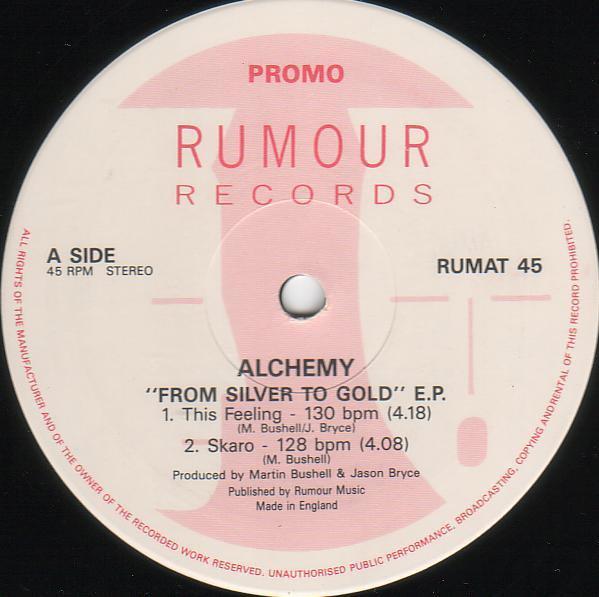 PROMO
RUMOUR
RECORDS
A SIDE
45 RPM STEREO
RUMAT 45
ALCHEMY
"FROM SILVER TO GOLD" E.P.
1. This Feeling - 130 bpm (4.18)
(M. Bushell/J. Bryce)
2. Skaro - 128 bpm (4.08)
(M. Bushell)
Produced by Martin Bushell & Jason Bryce
Published by Rumour Music
Made in England
ALL RIGHTS OF THE MANUFACTURER AND OF THE OWNER OF THE RECORDED WORK RESERVED. UNAUTHORISED PUBLIC PERFORMANCE, BROADCASTING, COPYING AND RENTAL OF THIS RECORD PROHIBITED.